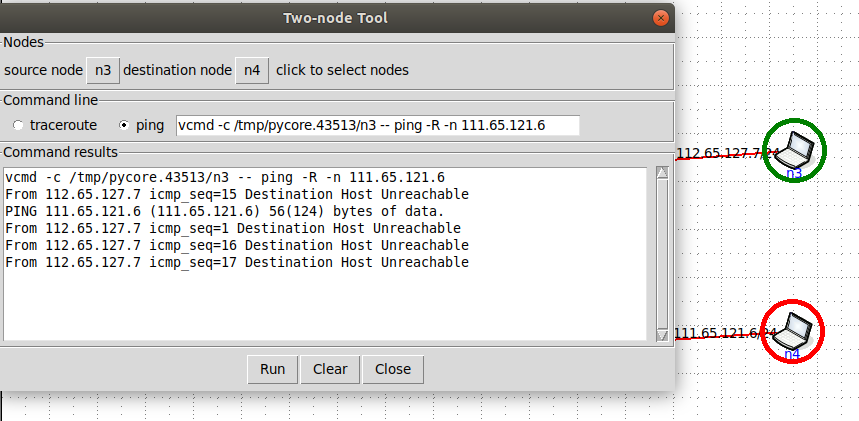 Two-node Tool
Nodes
source node n3 destination node n4 click to select nodes
Command line
traceroute ping vcmd -c /tmp/pycore.43513/n3 -- ping -R -n 111.65.121.6
Command results
vcmd -c /tmp/pycore.43513/n3 -- ping -R -n 111.65.121.6
From 112.65.127.7 icmp_seq=15 Destination Host Unreachable
PING 111.65.121.6 (111.65.121.6) 56(124) bytes of data.
From 112.65.127.7 icmp_seq=1 Destination Host Unreachable
From 112.65.127.7 icmp_seq=16 Destination Host Unreachable
From 112.65.127.7 icmp_seq=17 Destination Host Unreachable
Run Clear Close
112.65.127.7/24
n3
111.65.121.6/24
n4